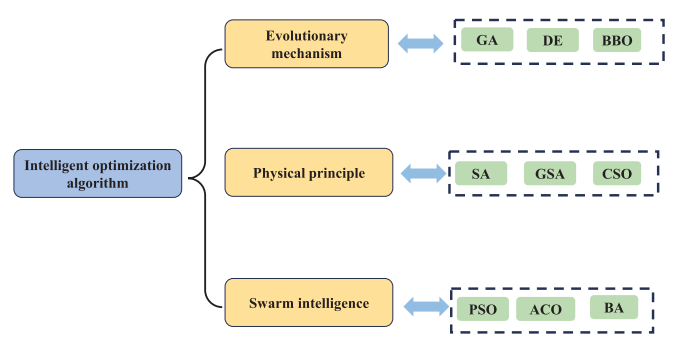 Evolutionary
mechanism
GA DE BBO
Intelligent optimization
algorithm
Physical principle
SA GSA CSO
Swarm intelligence
PSO ACO BA